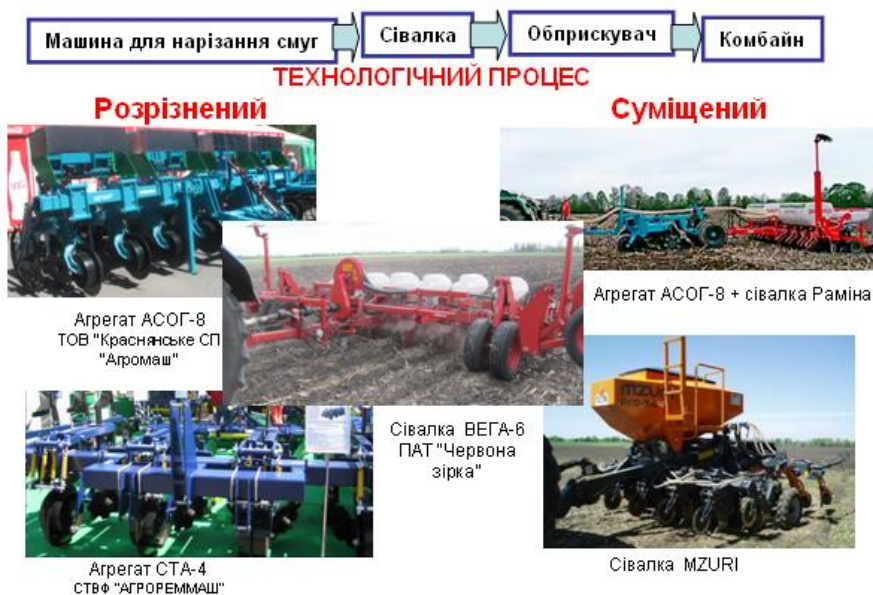 Машина для нарізання смуг
Сівалка
Обприскувач
Комбайн
ТЕХНОЛОГІЧНИЙ ПРОЦЕС
Розрізнений
Суміщений
Агрегат АСОГ-8
ТОВ "Краснянське СП
"Агромаш"
Агрегат АСОГ-8 + сівалка Раміна
Сівалка ВЕГА-6
ПАТ "Червона
зірка"
MZURI
Агрегат СТА-4
СТВФ "АГРОРЕММАШ"
Сівалка MZURI